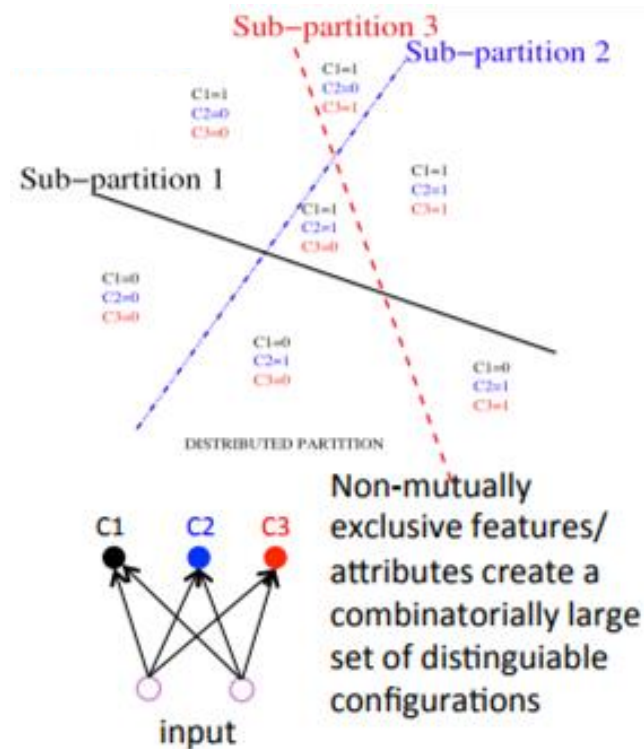 Sub-partition 3
Sub-partition 2
C1=1
C2=0
C3=1
C1=1
C2=0
C3=0
Sub-partition 1
C1=1
C2=1
C3=1
C1=1
C2=1
C3=0
C1=0
C2=0
C3=0
C1=0
C2=1
C3=0
C1=0
C2=1
C3=1
DISTRIBUTED PARTITION
C1 C2 C3
input
Non-mutually
exclusive features/
attributes create a
combinatorially large
set of distinguiable
configurations